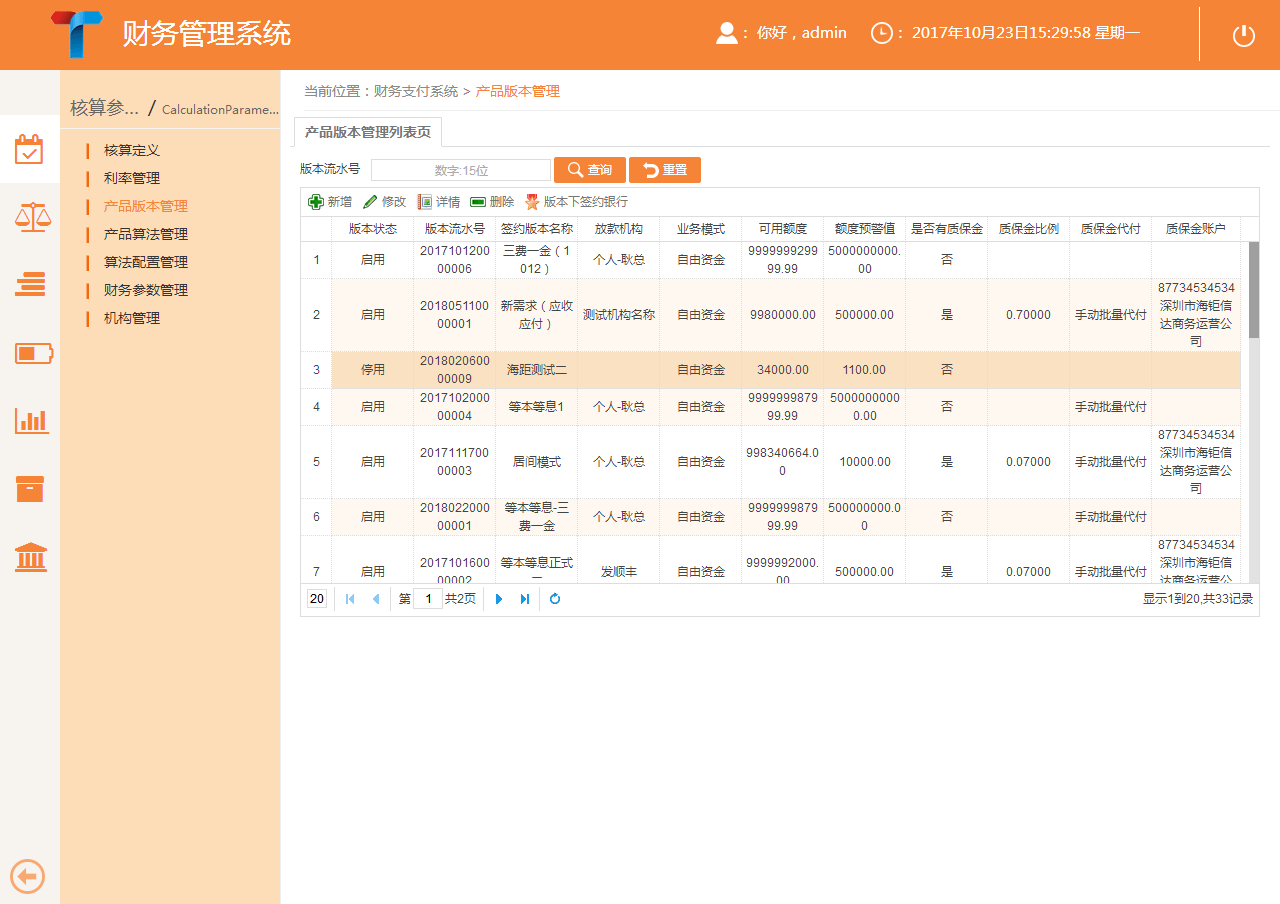 财务管理系统
： 你好，admin
： 2017年10月23日15:29:58 星期一
当前位置：财务支付系统 > 产品版本管理
核算参... / CalculationParame...
核算定义
利率管理
产品版本管理
产品算法管理
算法配置管理
财务参数管理
机构管理
产品版本管理列表页
版本流水号 数字:15位 查询 重置
新增 修改 详情 删除 版本下签约银行
版本状态 版本流水号 签约版本名称 放款机构 业务模式 可用额度 额度预警值 是否有质保金 质保金比例 质保金代付 质保金账户
1 启用 201710120000006 三费一金（1012） 个人-耿总 自由资金 999999929999.99 5000000000.00 否
2 启用 201805110000001 新需求（应收应付） 测试机构名称 自由资金 9980000.00 500000.00 是 0.70000 手动批量代付 87734534534深圳市海钜信达商务运营公司
3 停用 201802060000009 海距测试二 自由资金 34000.00 1100.00 否
4 启用 201710200000004 等本等息1 个人-耿总 自由资金 999999987999.99 50000000000.00 否 手动批量代付
5 启用 201711170000003 居间模式 个人-耿总 自由资金 998340664.00 10000.00 是 0.07000 手动批量代付 87734534534深圳市海钜信达商务运营公司
6 启用 201802200000001 等本等息-三费一金 个人-耿总 自由资金 999999987999.99 500000000.00 否 手动批量代付
7 启用 201710160000002 等本等息正式 发顺丰 自由资金 9999992000.00 500000.00 是 0.07000 手动批量代付 87734534534深圳市海钜信达商务运营公
20 第 1 共2页 显示1到20,共33记录